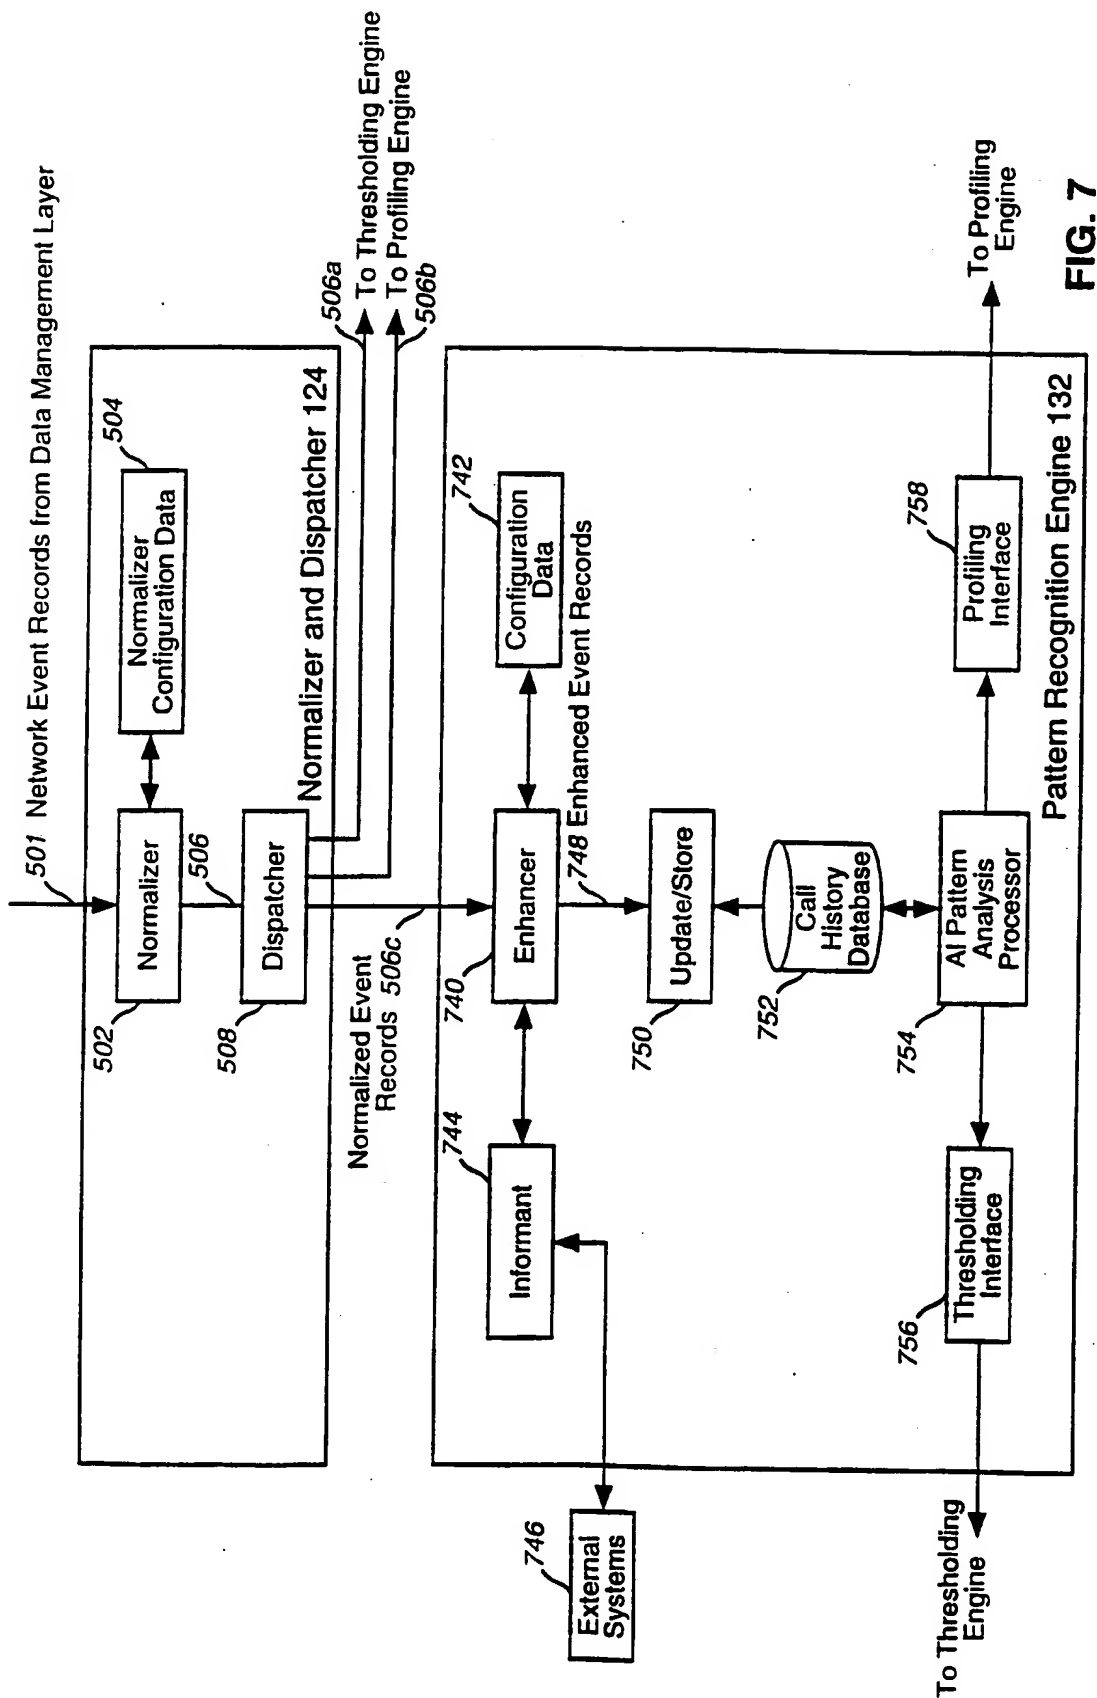 501 Network Event Records from Data Management Layer
Normalizer
502
Normalizer
Configuration Data
504
506
Dispatcher
508
Normalizer and Dispatcher 124
506a
To Thresholding Engine
To Profiling Engine
506b
Normalized Event
Records 506c
Informant
744
Enhancer
740
Configuration
Data
742
External
Systems
746
748 Enhanced Event Records
Update/Store
750
Call
History
Database
752
AI Pattern
Analysis
Processor
754
Thresholding
Interface
756
Profiling
Interface
758
Pattern Recognition Engine 132
To Thresholding
Engine
To Profiling
Engine
FIG. 7